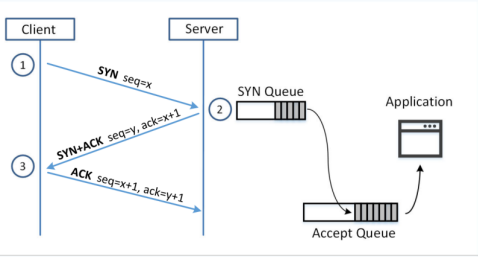 Client
Server
1
SYN seq=x
2
SYN Queue
Application
SYN+ACK seq=y, ack=x+1
3
ACK seq=x+1, ack=y+1
Accept Queue